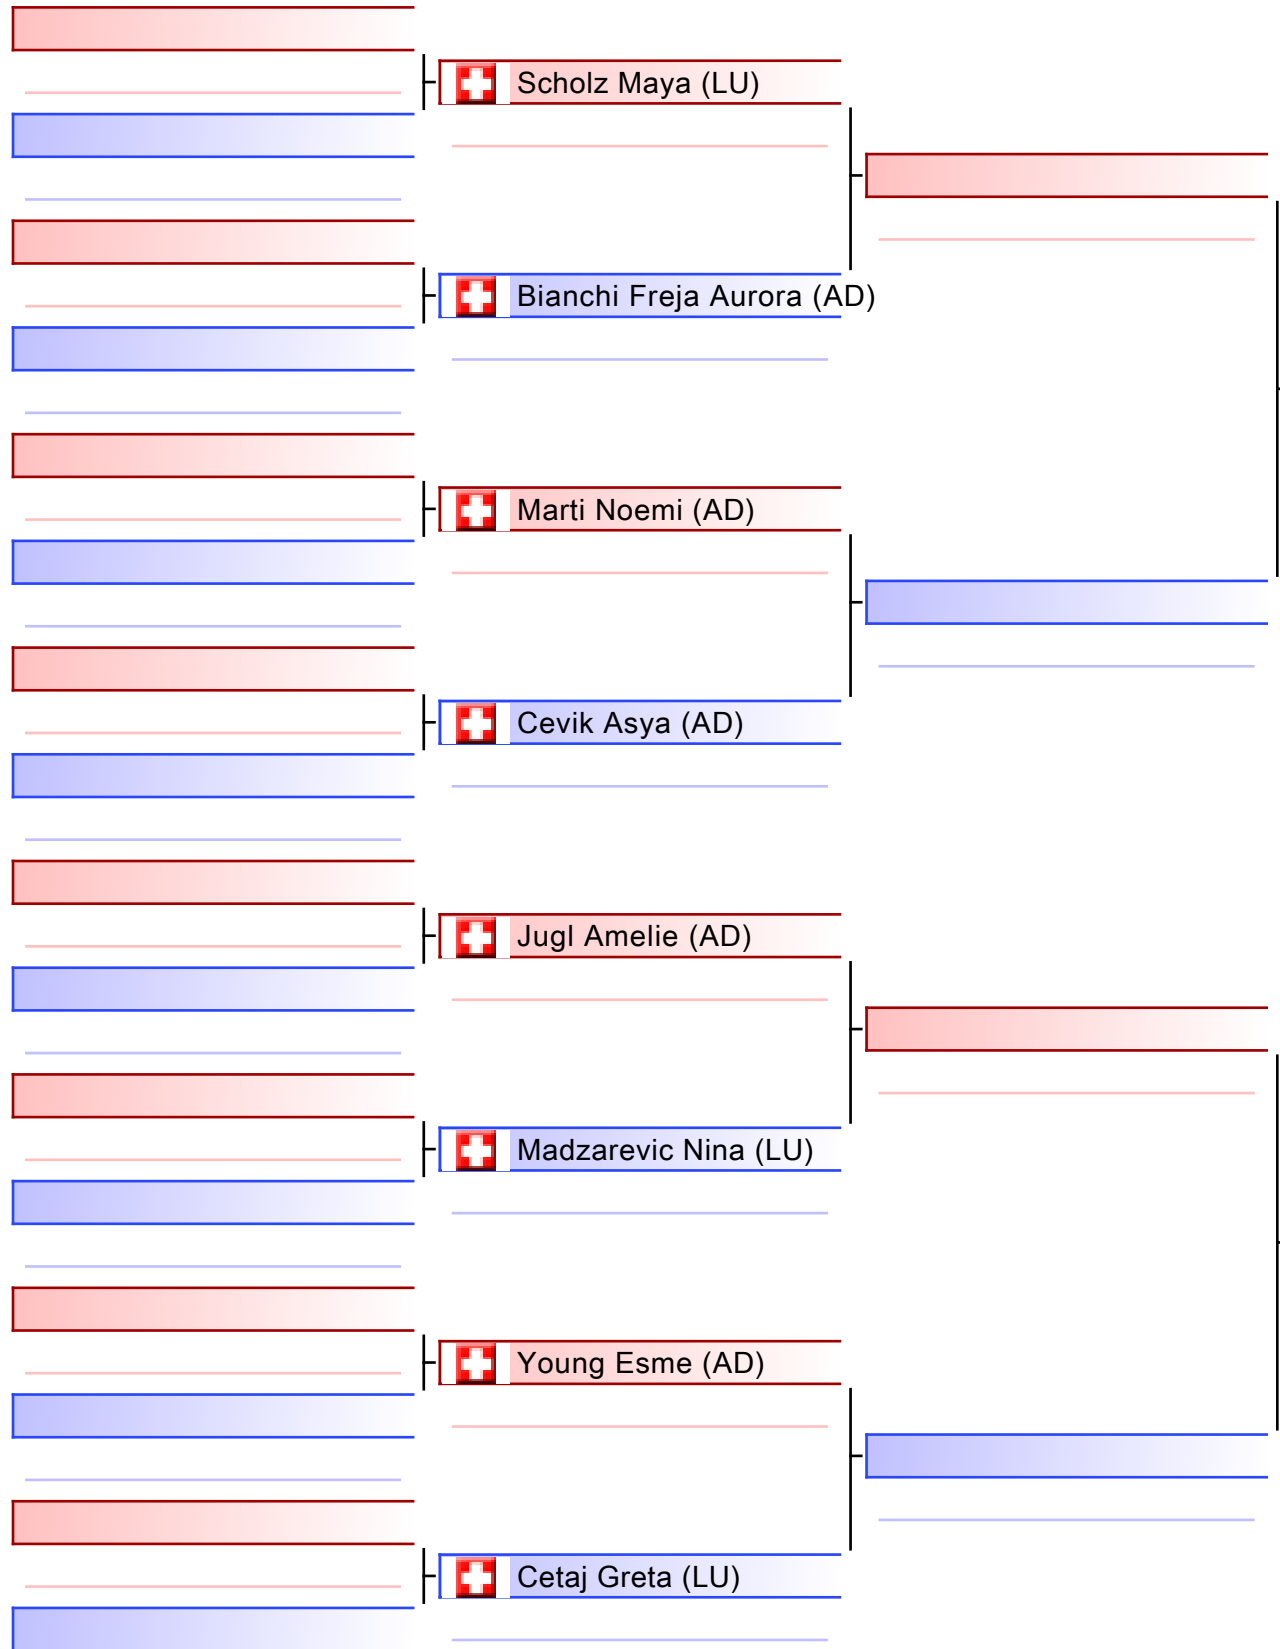 Scholz Maya (LU)
Bianchi Freja Aurora (AD)
Marti Noemi (AD)
Cevik Asya (AD)
Jugl Amelie (AD)
Madzarevic Nina (LU)
Young Esme (AD)
Cetaj Greta (LU)